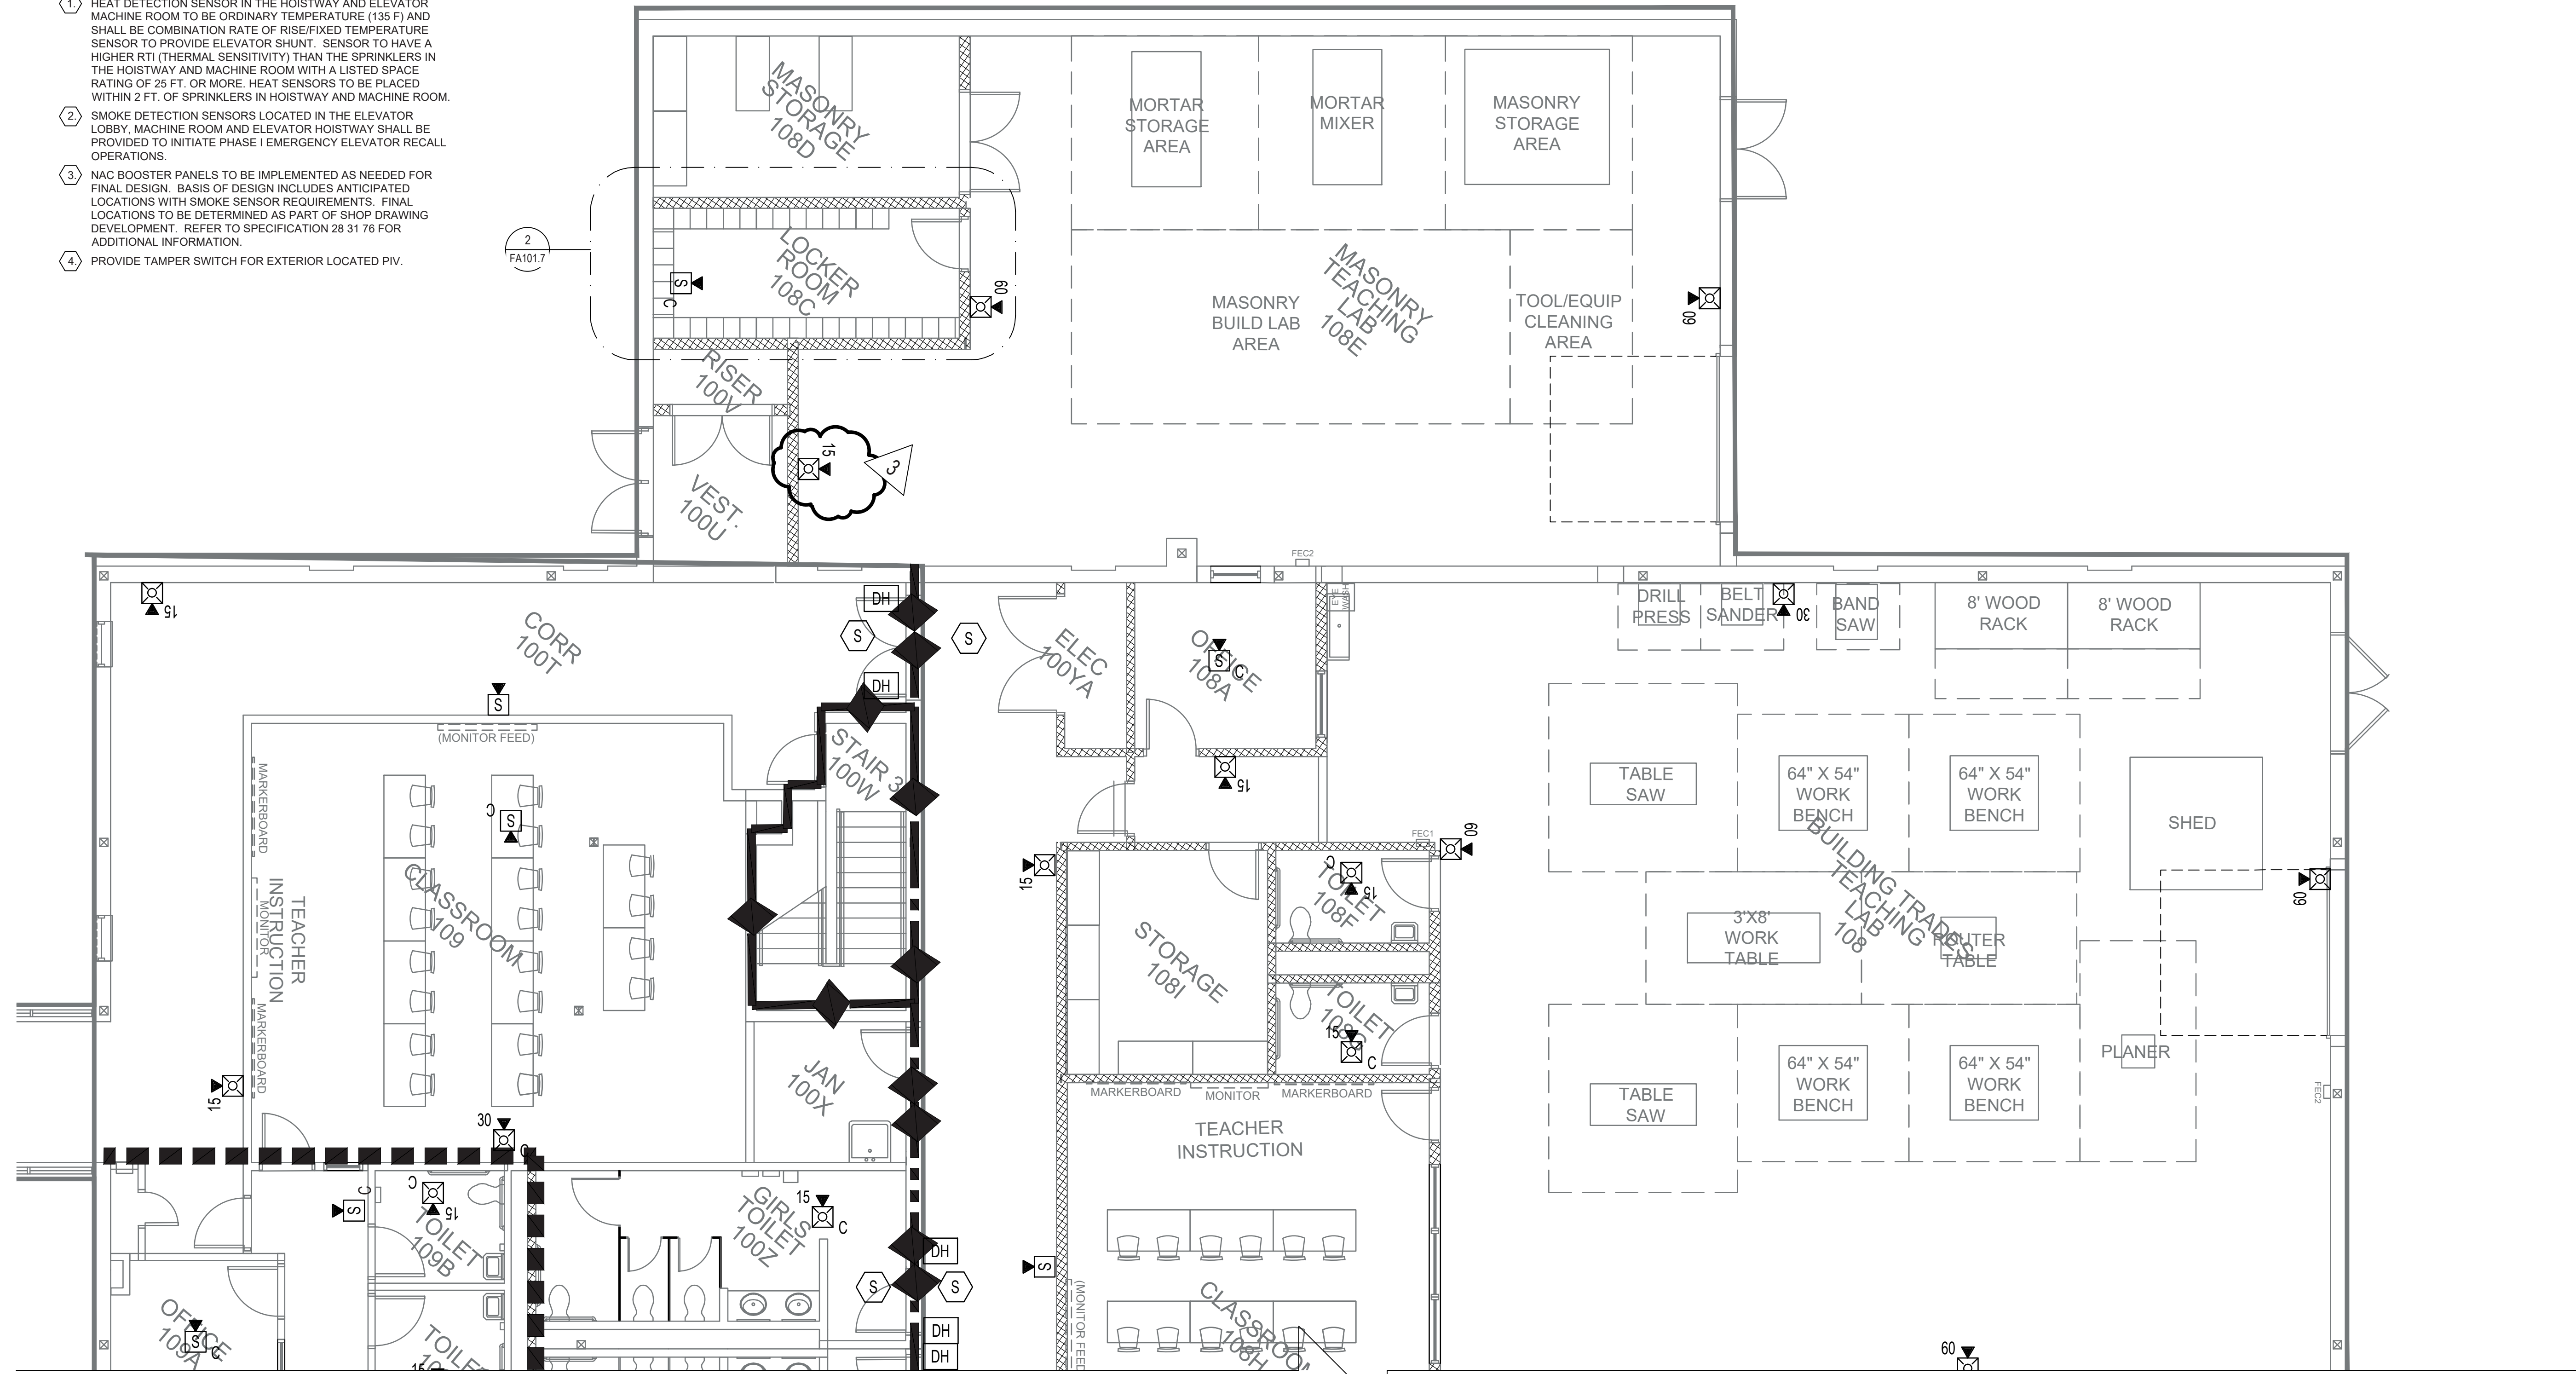 1. HEAT DETECTION SENSOR IN THE HOISTWAY AND ELEVATOR
MACHINE ROOM TO BE ORDINARY TEMPERATURE (135 F) AND
SHALL BE COMBINATION RATE OF RISE/FIXED TEMPERATURE
SENSOR TO PROVIDE ELEVATOR SHUNT. SENSOR TO HAVE A
HIGHER RTI (THERMAL SENSITIVITY) THAN THE SPRINKLERS IN
THE HOISTWAY AND MACHINE ROOM WITH A LISTED SPACE
RATING OF 25 FT. OR MORE. HEAT SENSORS TO BE PLACED
WITHIN 2 FT. OF SPRINKLERS IN HOISTWAY AND MACHINE ROOM.
2. SMOKE DETECTION SENSORS LOCATED IN THE ELEVATOR
LOBBY, MACHINE ROOM AND ELEVATOR HOISTWAY SHALL BE
PROVIDED TO INITIATE PHASE I EMERGENCY ELEVATOR RECALL
OPERATIONS.
3. NAC BOOSTER PANELS TO BE IMPLEMENTED AS NEEDED FOR
FINAL DESIGN. BASIS OF DESIGN INCLUDES ANTICIPATED
LOCATIONS WITH SMOKE SENSOR REQUIREMENTS. FINAL
LOCATIONS TO BE DETERMINED AS PART OF SHOP DRAWING
DEVELOPMENT. REFER TO SPECIFICATION 28 31 76 FOR
ADDITIONAL INFORMATION.
4. PROVIDE TAMPER SWITCH FOR EXTERIOR LOCATED PIV.
2
FA101.7
MASONRY
STORAGE
108D
LOCKER
ROOM
108C
S
C
60
RISER
100V
VEST.
100U
15
3
MORTAR
STORAGE
AREA
MORTAR
MIXER
MASONRY
STORAGE
AREA
MASONRY
TEACHING
LAB
108E
MASONRY
BUILD LAB
AREA
TOOL/EQUIP
CLEANING
AREA
60
FEC2
15
CORR
100T
S
DH
S
S
DH
ELEC
100YA
OFFICE
108A
S
C
EYE
WASH
15
DRILL
PRESS
BELT
SANDER
30
BAND
SAW
8' WOOD
RACK
8' WOOD
RACK
(MONITOR FEED)
STAIR 3
100W
MARKERBOARD
TEACHER
INSTRUCTION
MONITOR
MARKERBOARD
CLASSROOM
109
C
S
15
30
C
JAN
100X
15
FEC1
60
STORAGE
108I
TOILET
108F
C
15
TOILET
15
C
TABLE
SAW
64" X 54"
WORK
BENCH
64" X 54"
WORK
BENCH
SHED
BUILDING TRADES
TEACHING
LAB
108
3'X8'
WORK
TABLE
ROUTER
TABLE
60
TABLE
SAW
64" X 54"
WORK
BENCH
64" X 54"
WORK
BENCH
PLANER
FEC2
MARKERBOARD
MONITOR
MARKERBOARD
TEACHER
INSTRUCTION
S
C
C
15
TOILET
109B
GIRLS
TOILET
100Z
15
C
DH
S
S
DH
DH
S
(MONITOR FEED
CLASSROOM
108H
OFFICE
109A
S
C
15
60